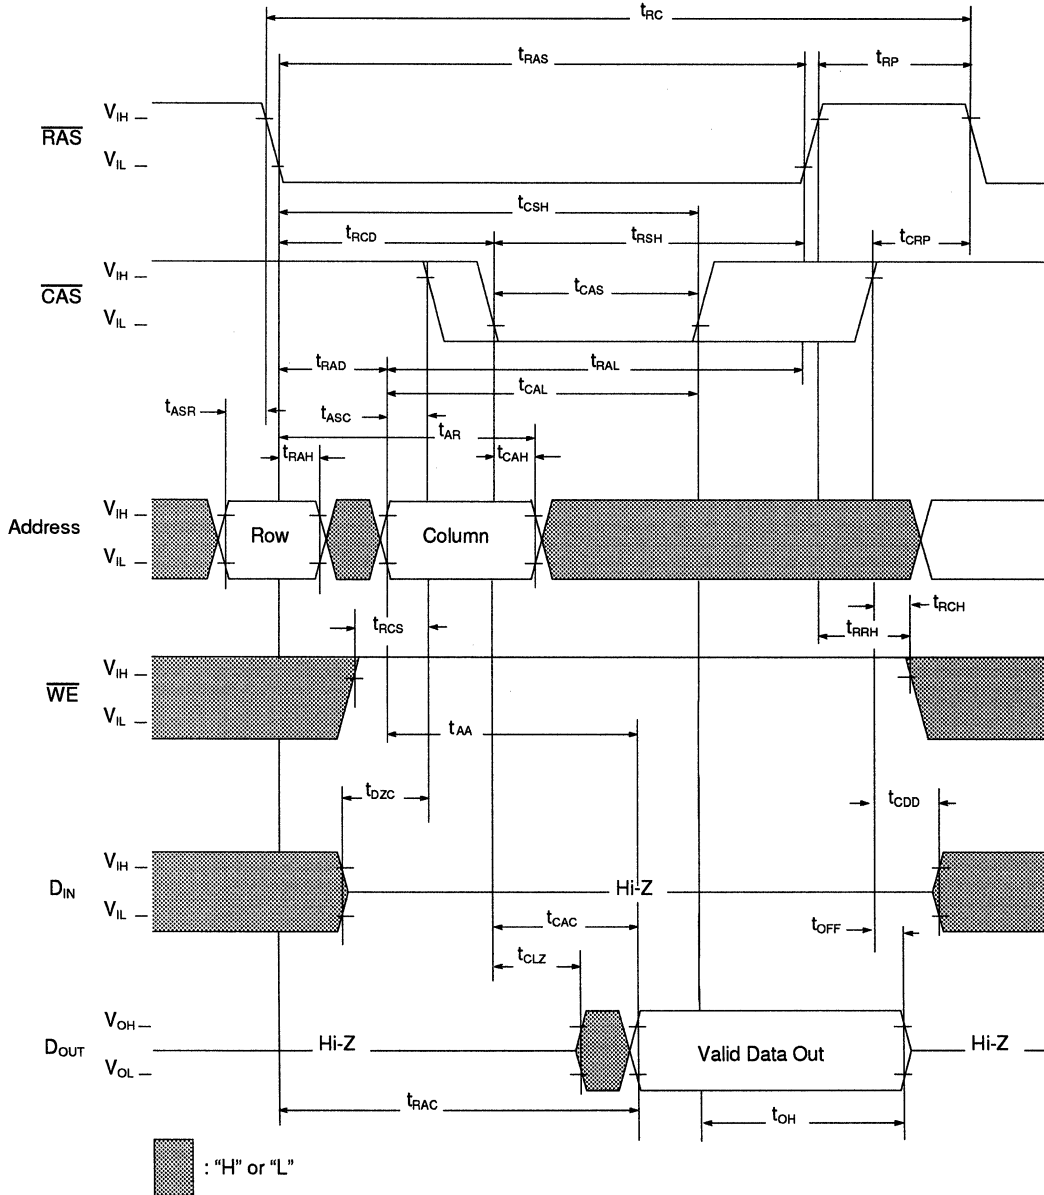 tRC
tRAS
tRP
RAS
VIH
VIL
tCSH
tRCD
tRSH
tCRP
CAS
VIH
VIL
tCAS
tRAD
tRAL
tCAL
tASR
tASC
tAR
tRAH
tCAH
Address
VIH
VIL
Row
Column
tRCH
tRCS
tRRH
WE
VIH
VIL
tAA
tDZC
tCDD
DIN
VIH
VIL
Hi-Z
tCAC
tOFF
tCLZ
DOUT
VOH
VOL
Hi-Z
Valid Data Out
Hi-Z
tRAC
tOH
: “H” or “L”